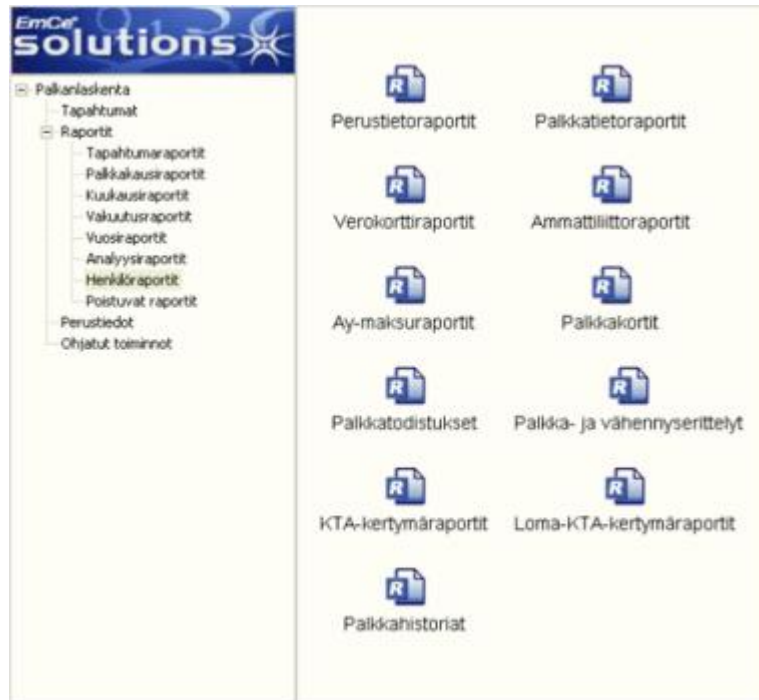 EmCe®
solutions
Palkanlaskenta
Tapahtumat
Raportit
Tapahtumaraportit
Palkkakausiraportit
Kuukausiraportit
Vakuutusraportit
Vuosiraportit
Analyysiraportit
Henkilöraportit
Poistuvat raportit
Perustiedot
Ohjatut toiminnot
R R
Perustietoraportit Palkkatietoraportit
R R
Verokorttiraportit Ammattiliittoraportit
R R
Ay-maksuraportit Palkkakortit
R R
Palkkatodistukset Palkka- ja vähennyserittelyt
R R
KTA-kertymäraportit Loma-KTA-kertymäraportit
R
Palkkahistoriat